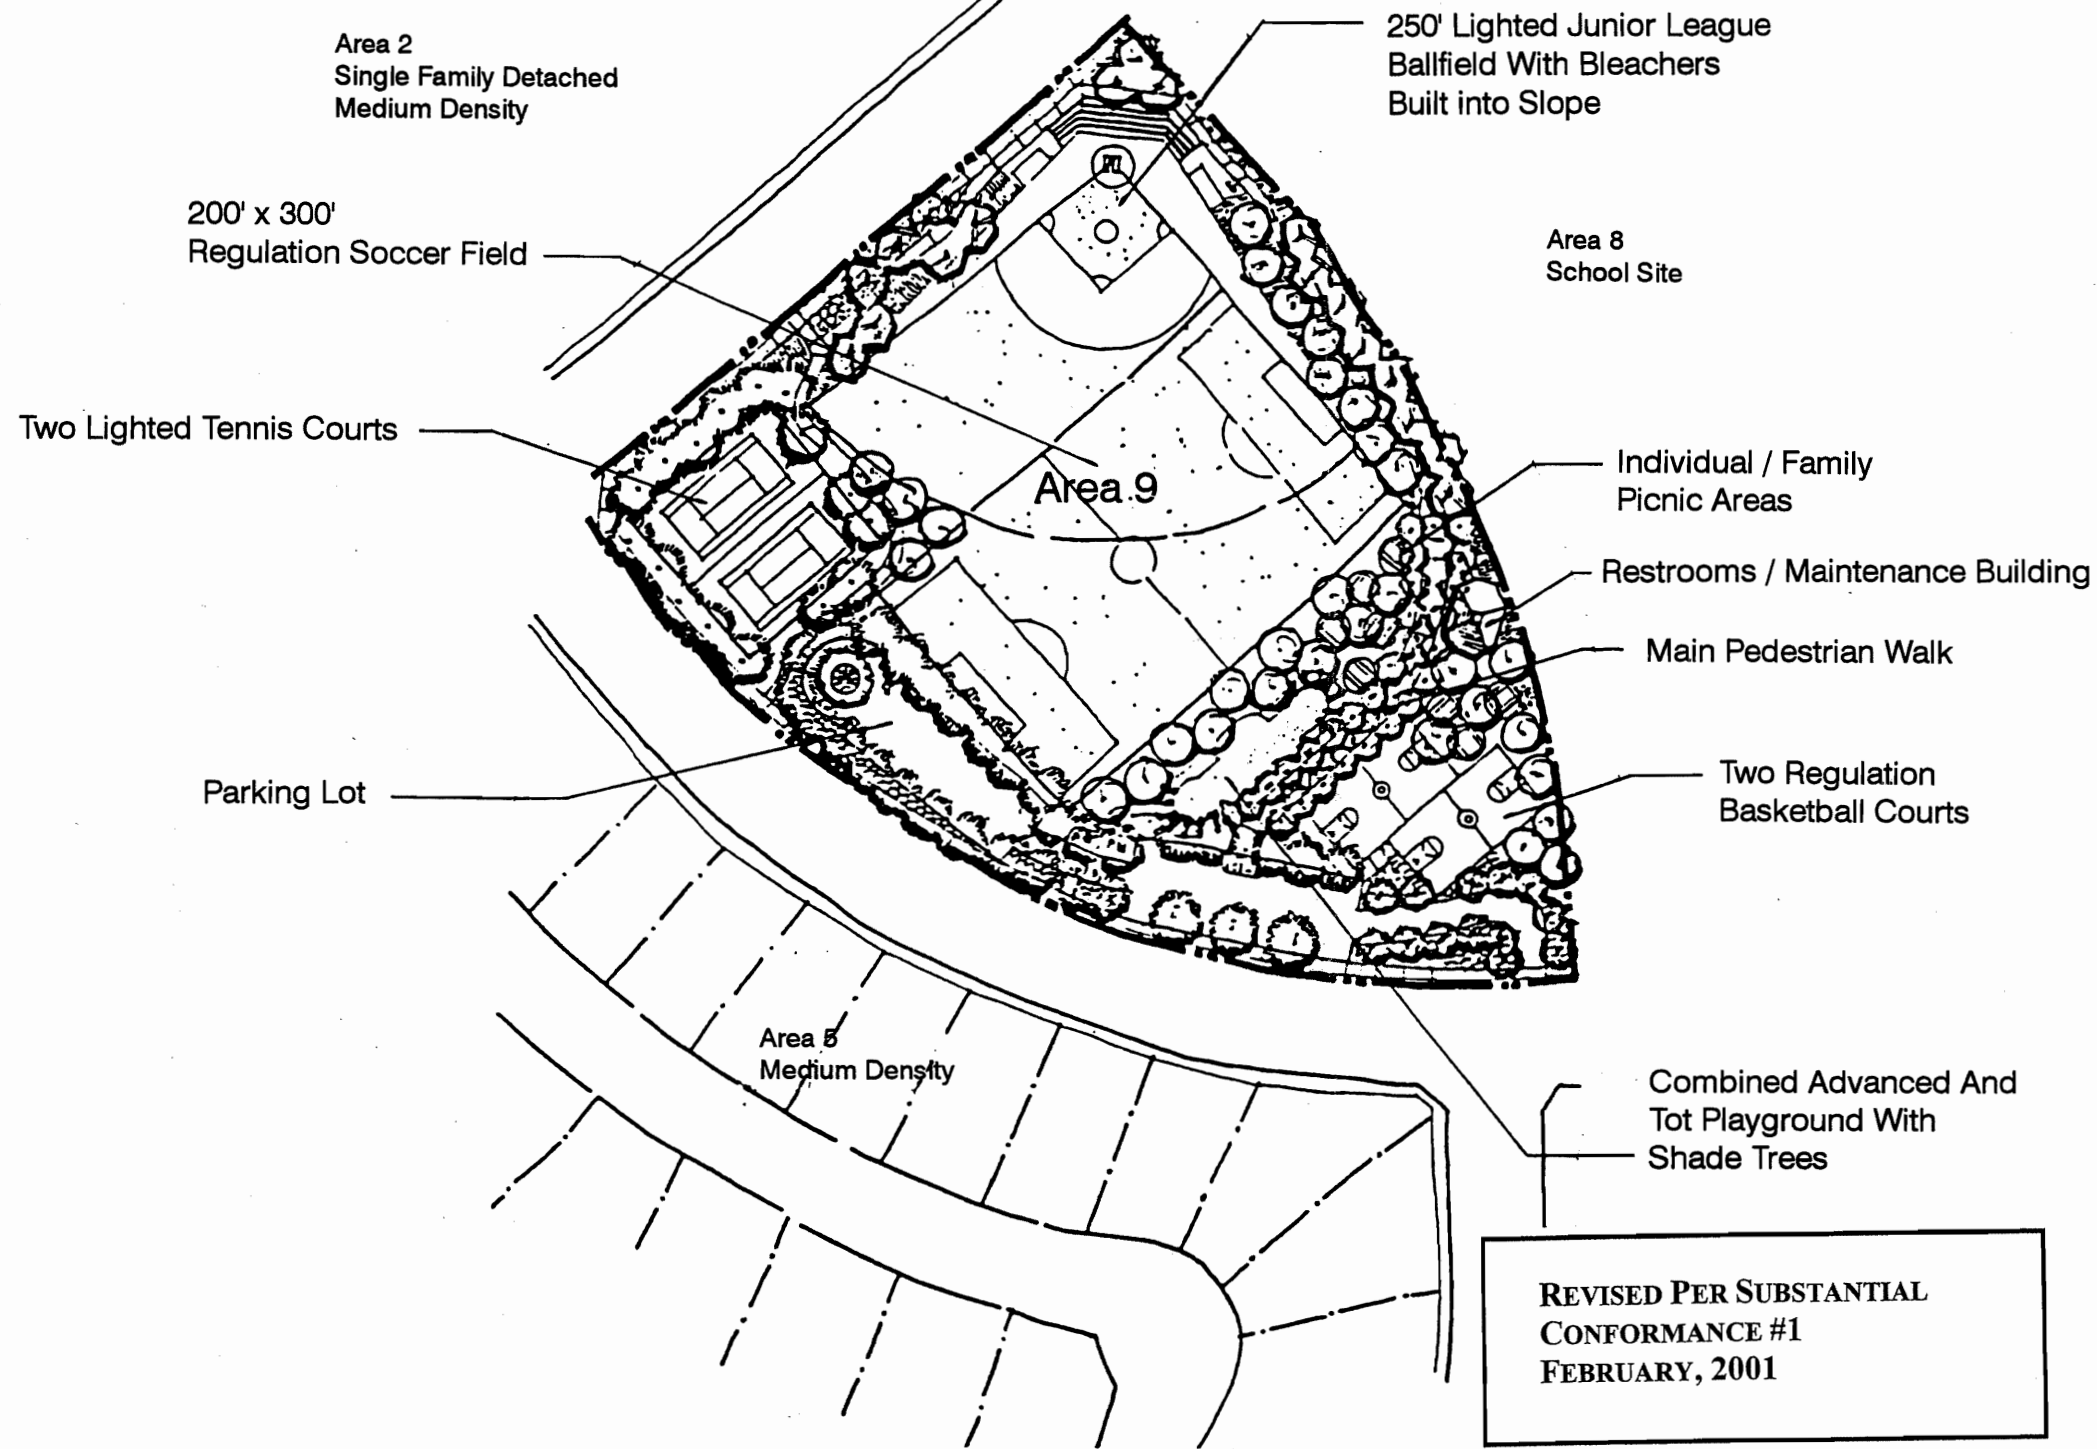 Area 2
Single Family Detached
Medium Density
250' Lighted Junior League
Ballfield With Bleachers
Built into Slope
200' x 300'
Regulation Soccer Field
Area 8
School Site
Two Lighted Tennis Courts
Area 9
Individual / Family
Picnic Areas
Restrooms / Maintenance Building
Main Pedestrian Walk
Parking Lot
Two Regulation
Basketball Courts
Area 5
Medium Density
Combined Advanced And
Tot Playground With
Shade Trees
REVISED PER SUBSTANTIAL
CONFORMANCE #1
FEBRUARY, 2001